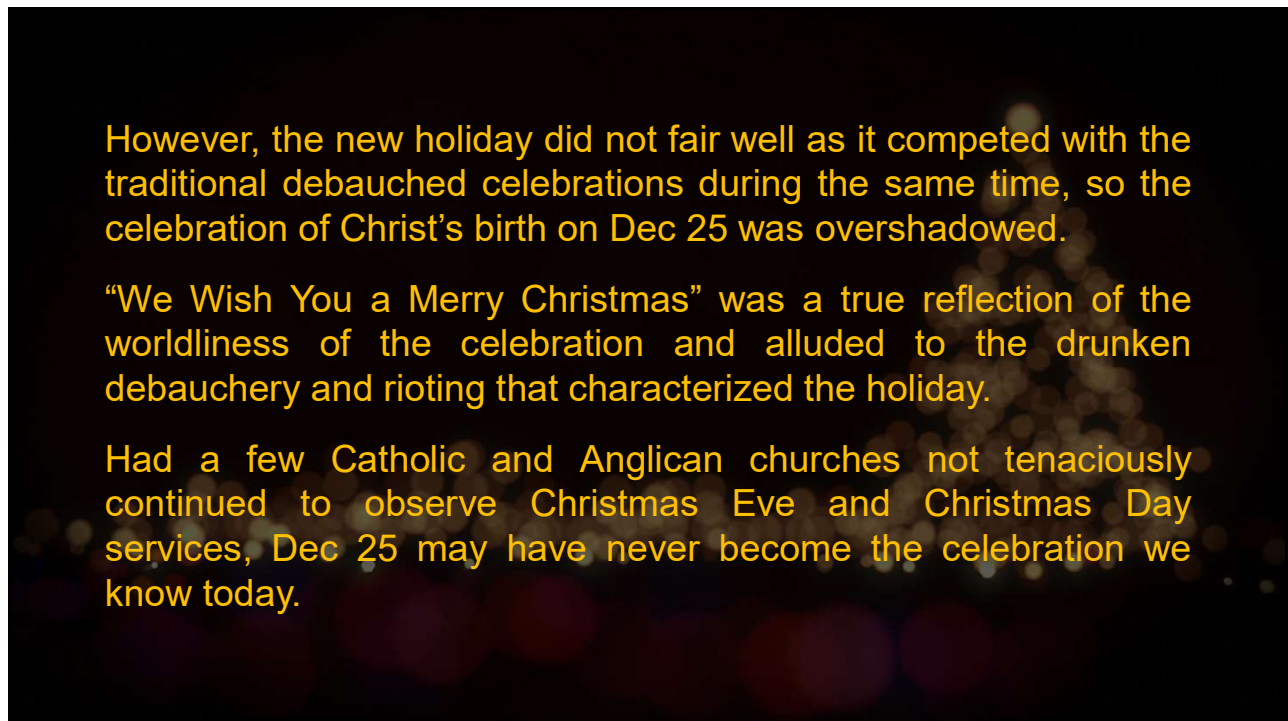 However, the new holiday did not fair well as it competed with the
traditional debauched celebrations during the same time, so the
celebration of Christ’s birth on Dec 25 was overshadowed.
“We Wish You a Merry Christmas” was a true reflection of the
worldliness of the celebration and alluded to the drunken
debauchery and rioting that characterized the holiday.
Had a few Catholic and Anglican churches not tenaciously
continued to observe Christmas Eve and Christmas Day
services, Dec 25 may have never become the celebration we
know today.